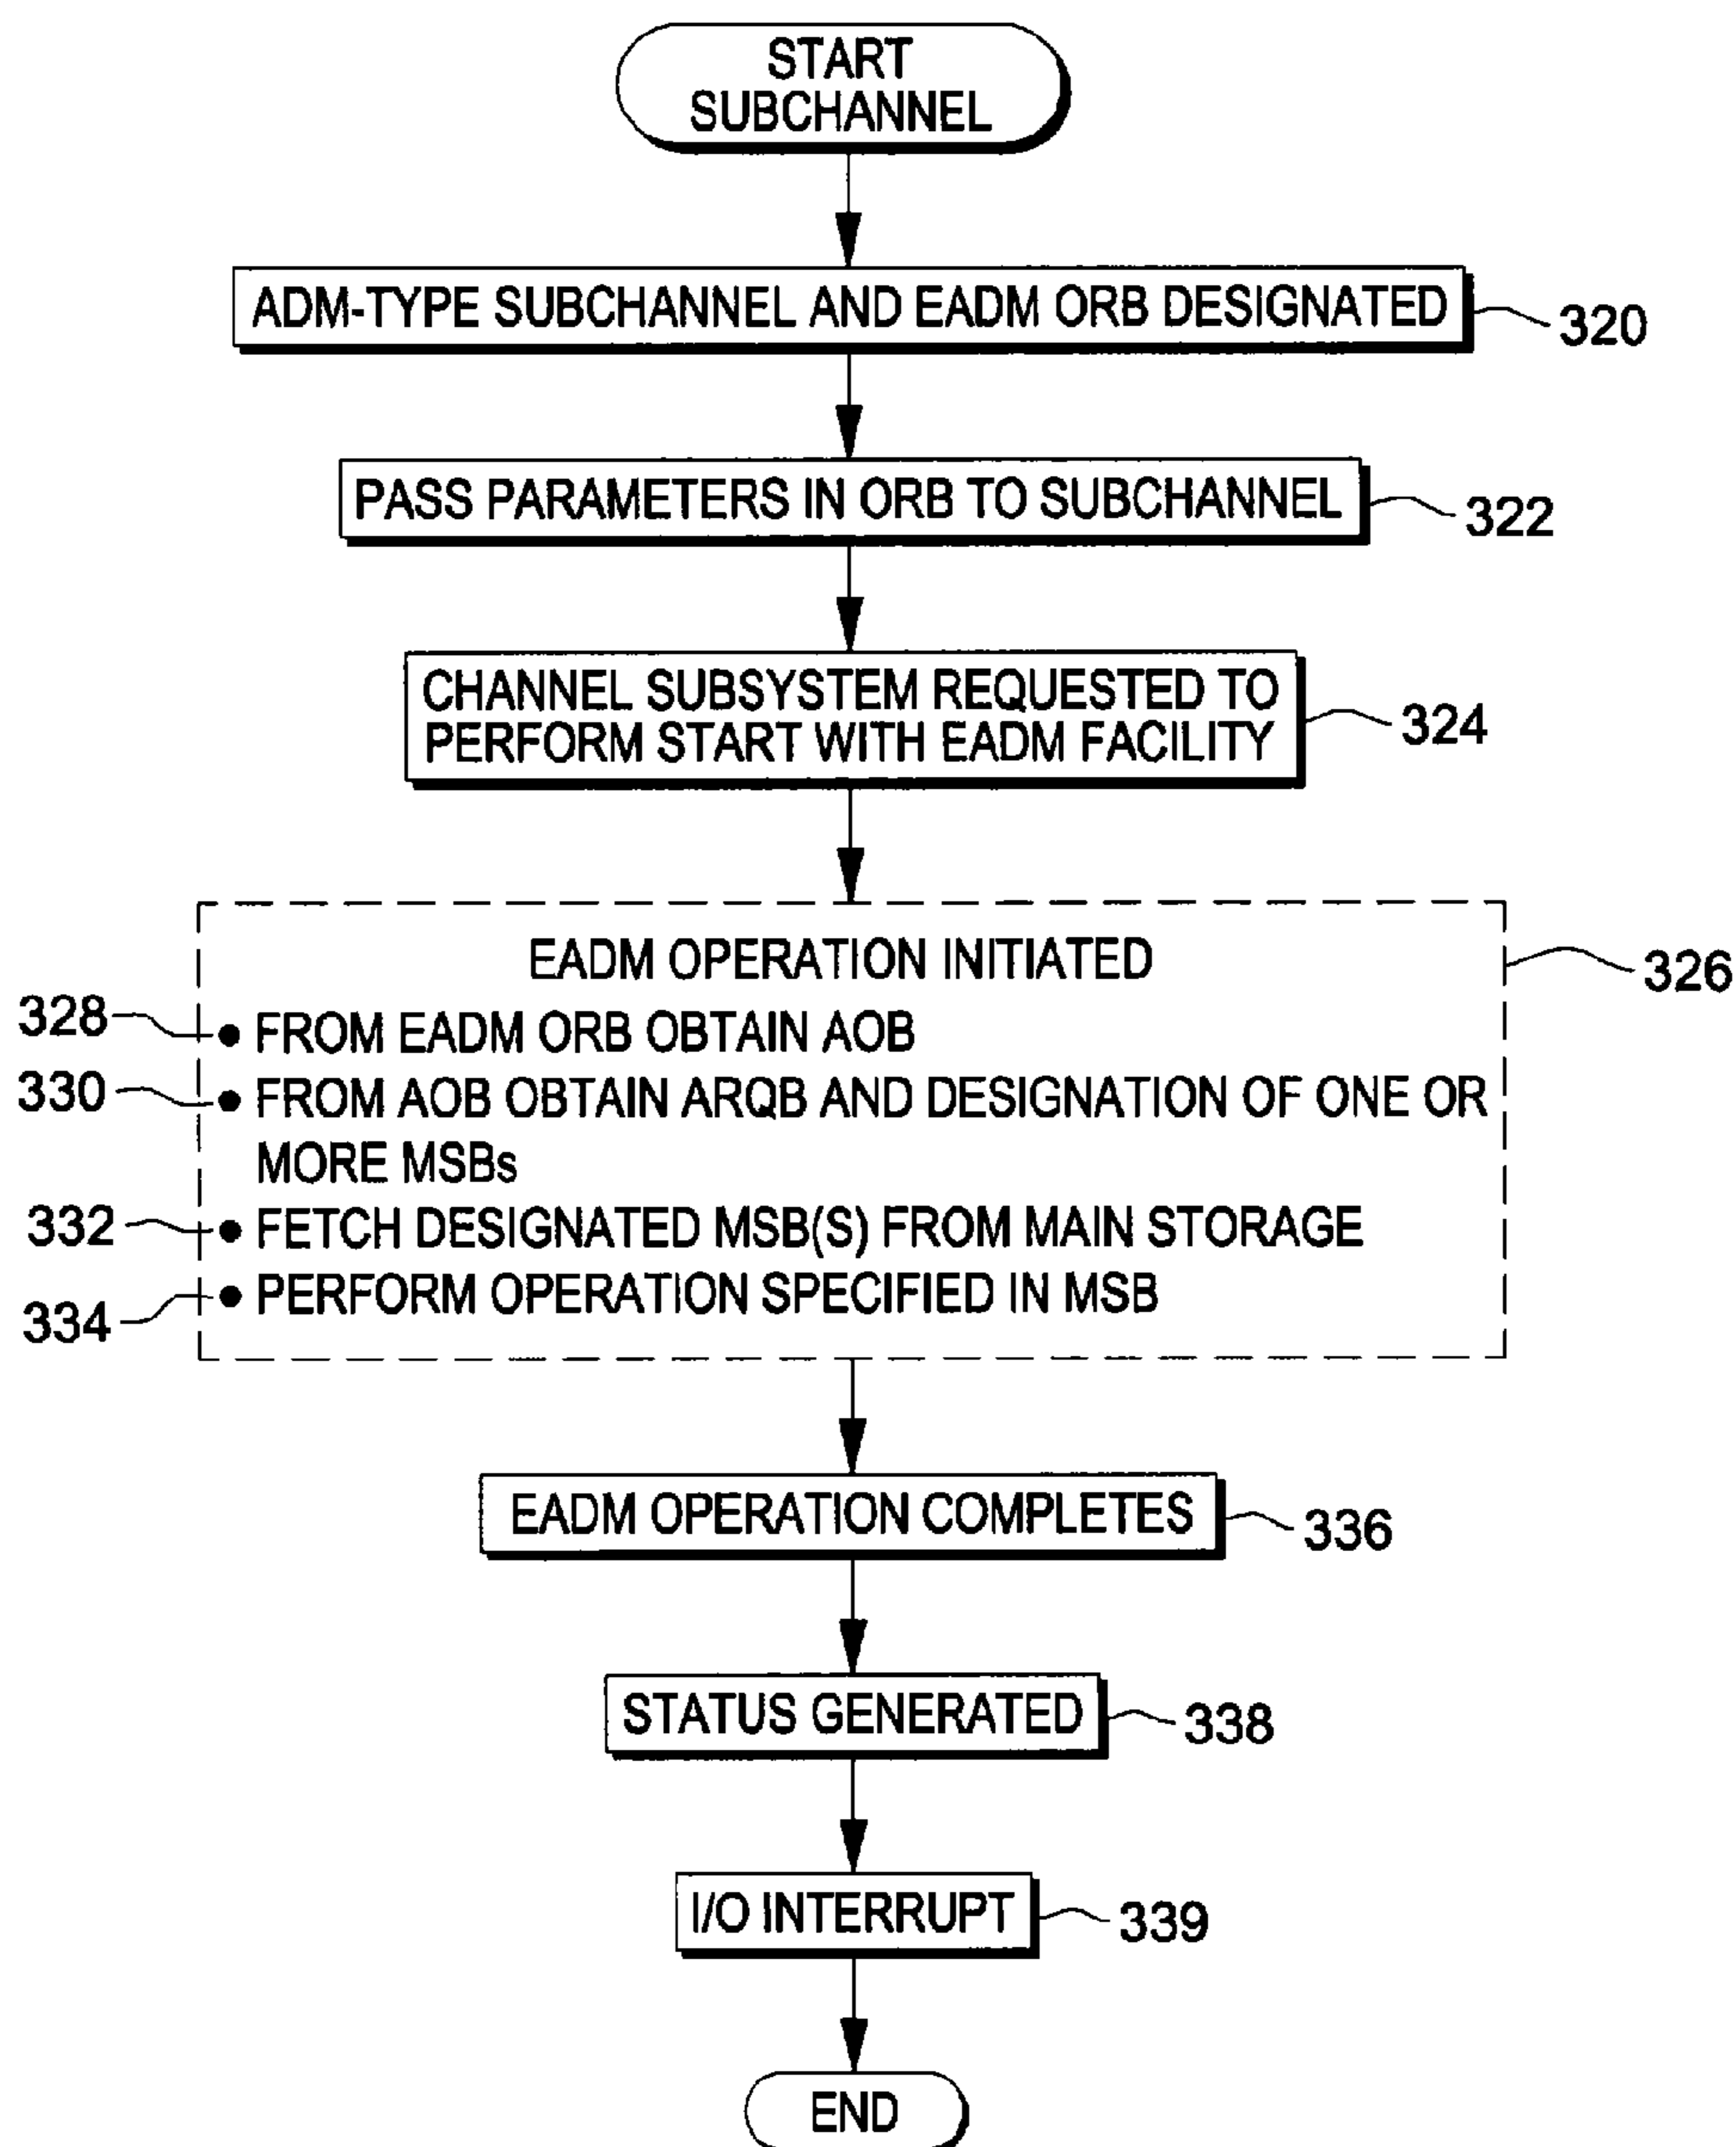 START
SUBCHANNEL
ADM-TYPE SUBCHANNEL AND EADM ORB DESIGNATED
320
PASS PARAMETERS IN ORB TO SUBCHANNEL
322
CHANNEL SUBSYSTEM REQUESTED TO
PERFORM START WITH EADM FACILITY
324
EADM OPERATION INITIATED
326
328
● FROM EADM ORB OBTAIN AOB
330
● FROM AOB OBTAIN ARQB AND DESIGNATION OF ONE OR
MORE MSBs
332
● FETCH DESIGNATED MSB(S) FROM MAIN STORAGE
334
● PERFORM OPERATION SPECIFIED IN MSB
EADM OPERATION COMPLETES
336
STATUS GENERATED
338
I/O INTERRUPT
339
END